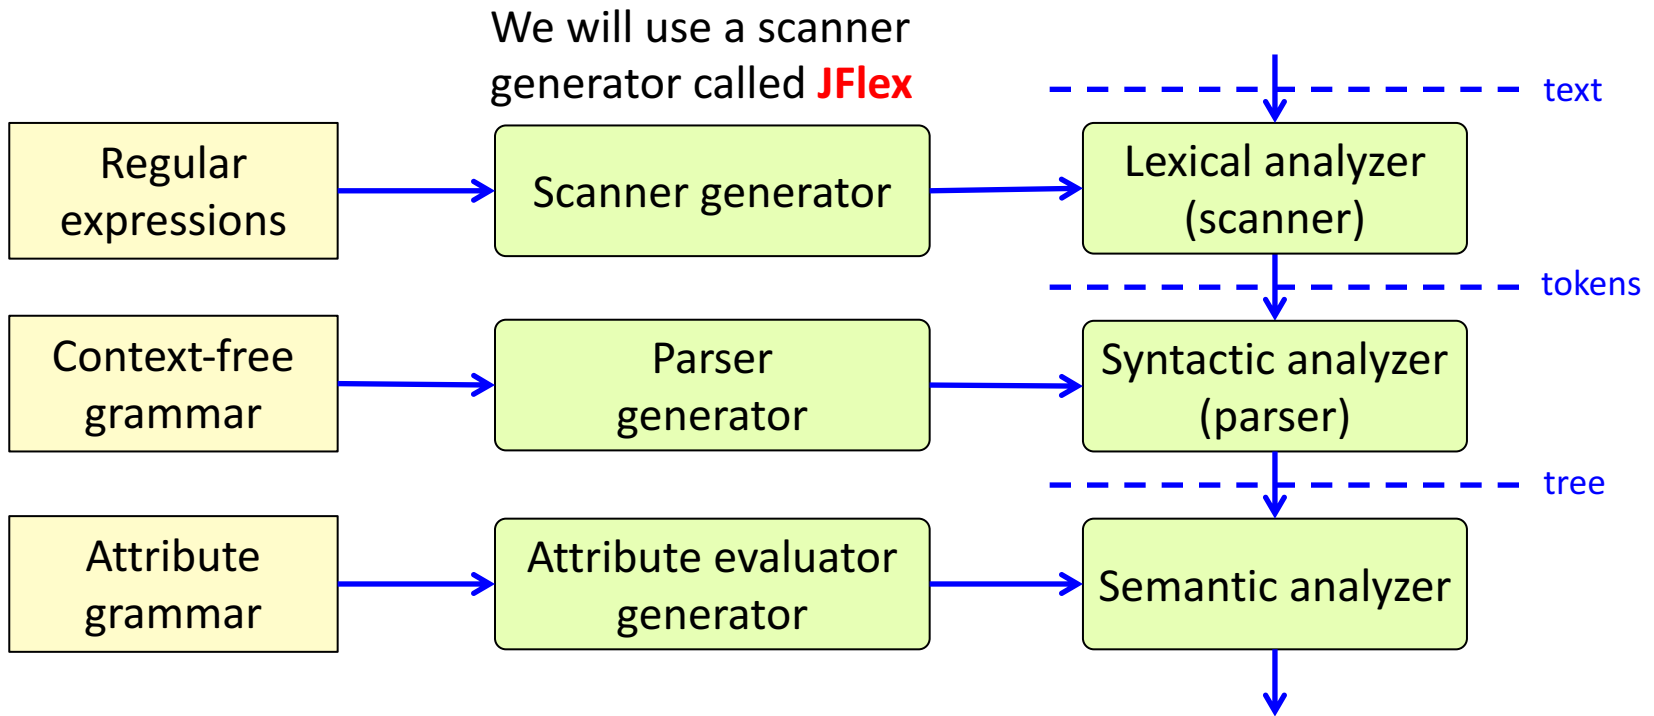 We will use a scanner
generator called JFlex
text
Regular
expressions
Scanner generator
Lexical analyzer
(scanner)
tokens
Context-free
grammar
Parser
generator
Syntactic analyzer
(parser)
tree
Attribute
grammar
Attribute evaluator
generator
Semantic analyzer